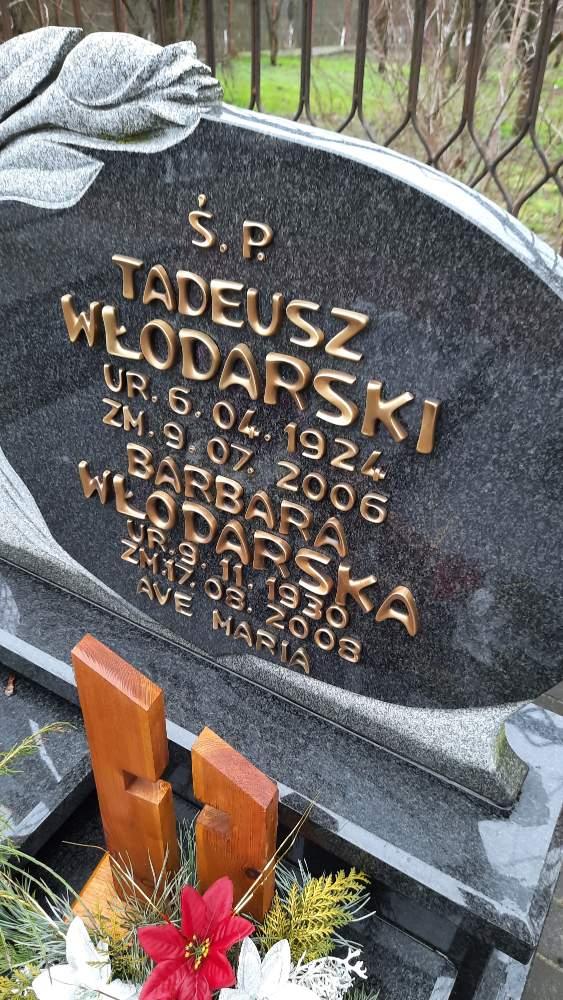 Ś. P.
TADEUSZ
WŁODARSKI
UR. 6.04.1924
ZM. 9.07.2006
BARBARA
WŁODARSKA
UR. 9.11.1930
ZM. 17.08.2008
AVE MARIA